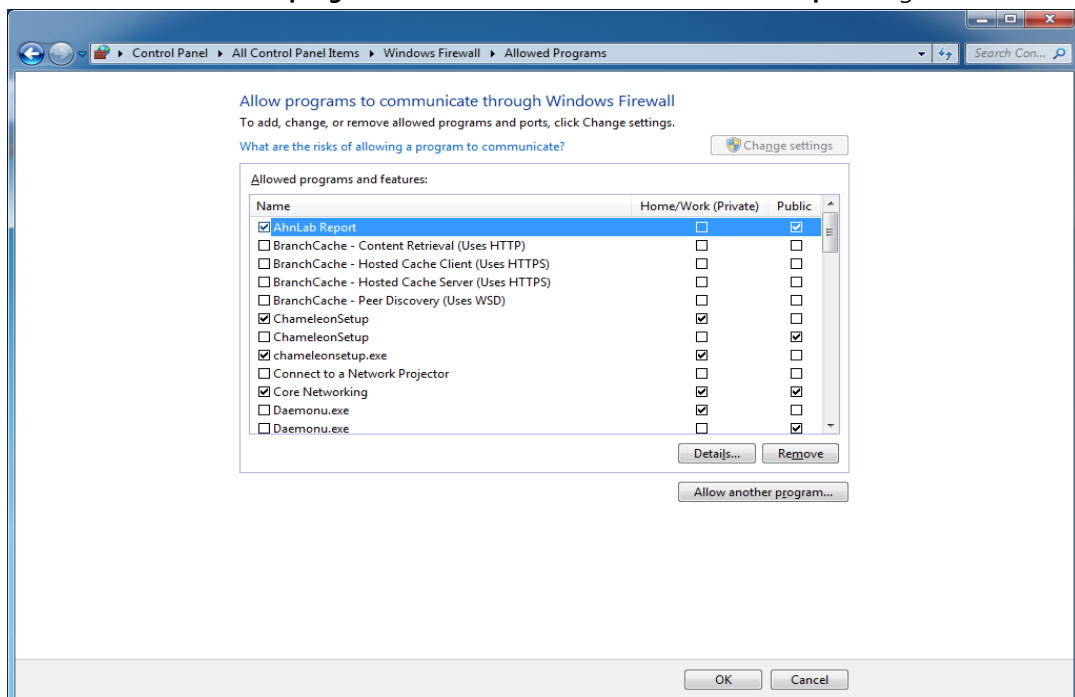 Control Panel ▸ All Control Panel Items ▸ Windows Firewall ▸ Allowed Programs
Search Con...
Allow programs to communicate through Windows Firewall
To add, change, or remove allowed programs and ports, click Change settings.
What are the risks of allowing a program to communicate?
Change settings
Allowed programs and features:
Name Home/Work (Private) Public
AhnLab Report
BranchCache - Content Retrieval (Uses HTTP)
BranchCache - Hosted Cache Client (Uses HTTPS)
BranchCache - Hosted Cache Server (Uses HTTPS)
BranchCache - Peer Discovery (Uses WSD)
ChameleonSetup
ChameleonSetup
chameleonsetup.exe
Connect to a Network Projector
Core Networking
Daemonu.exe
Daemonu.exe
Details... Remove
Allow another program...
OK Cancel